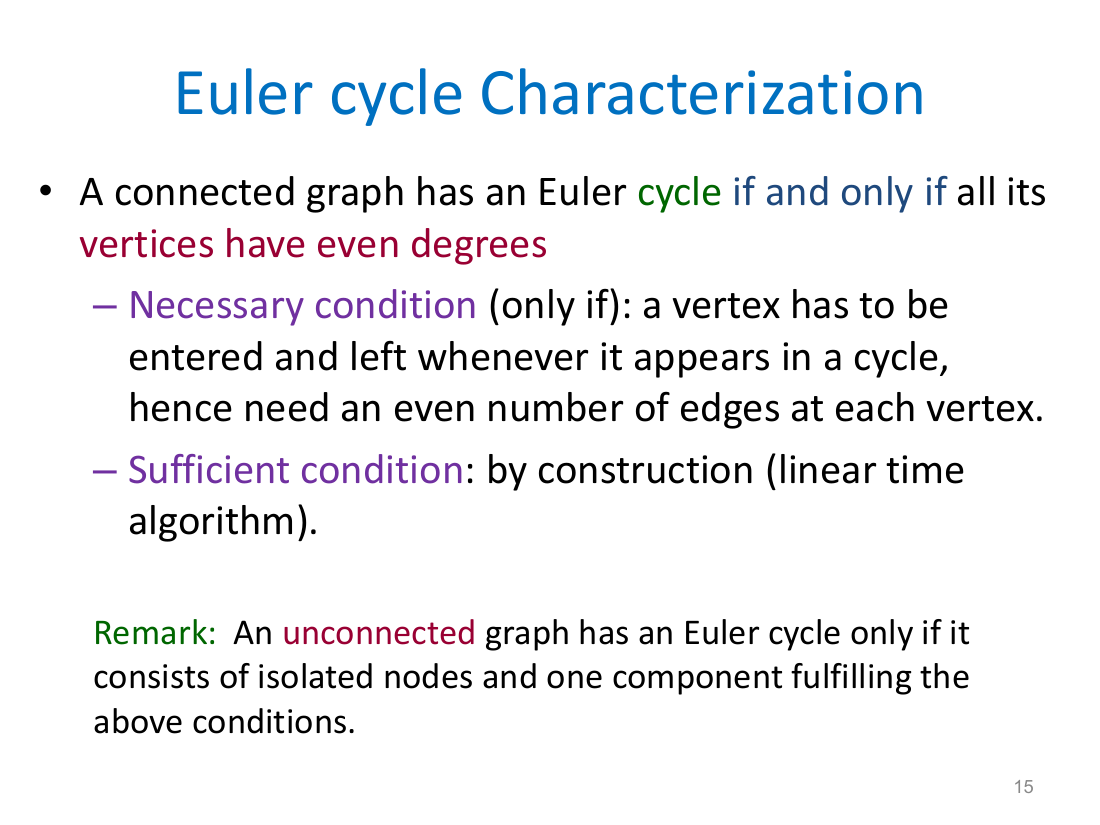 Euler cycle Characterization
• A connected graph has an Euler cycle if and only if all its
vertices have even degrees
– Necessary condition (only if): a vertex has to be
entered and left whenever it appears in a cycle,
hence need an even number of edges at each vertex.
– Sufficient condition: by construction (linear time
algorithm).
Remark: An unconnected graph has an Euler cycle only if it
consists of isolated nodes and one component fulfilling the
above conditions.
15